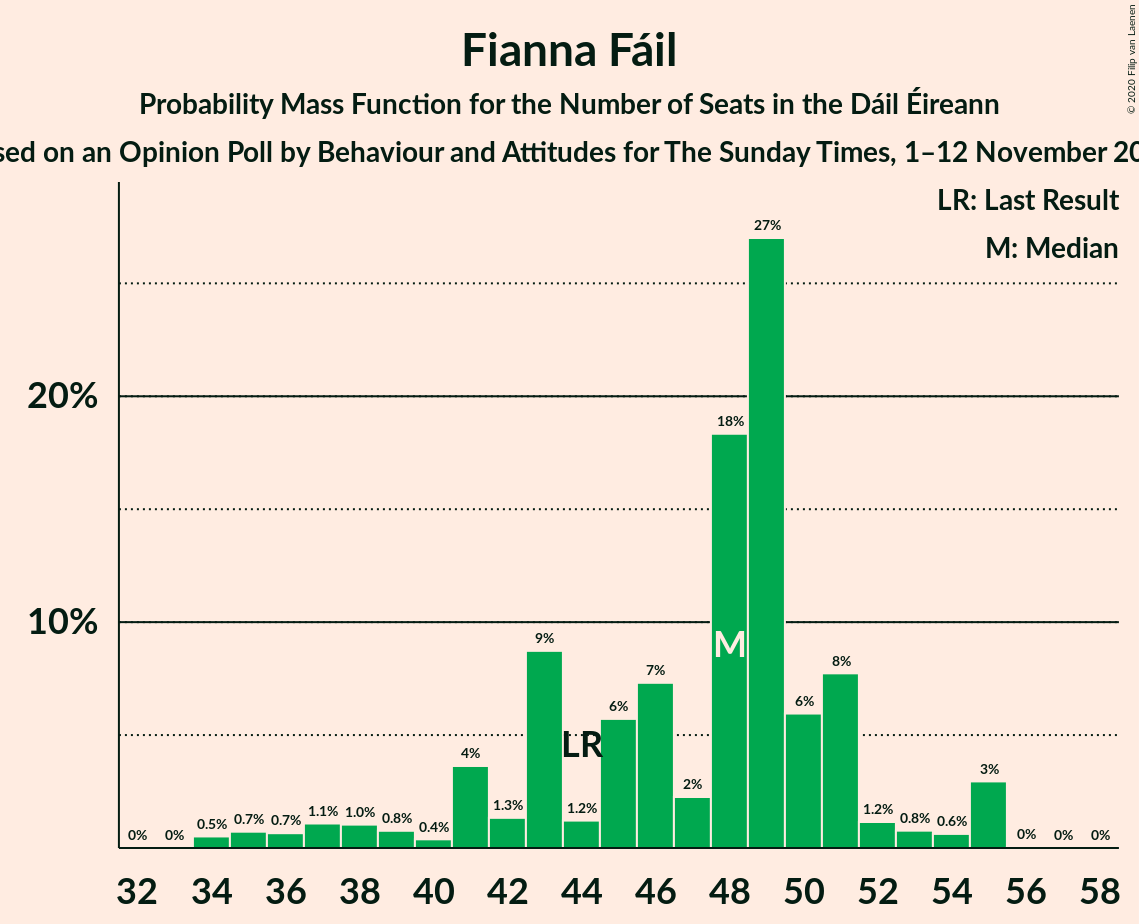 Fianna Fáil
Probability Mass Function for the Number of Seats in the Dáil Éireann
on an Opinion Poll by Behaviour and Attitudes for The Sunday Times, 1–12 November
© 2020 Filip van Laenen
LR: Last Result
M: Median
20%
10%
0% 0% 0.5% 0.7% 0.7% 1.1% 1.0% 0.8% 0.4% 4% 1.3% 9% 1.2% 6% 7% 2% 18% 27% 6% 8% 1.2% 0.8% 0.6% 3% 0% 0% 0%
LR
M
32 34 36 38 40 42 44 46 48 50 52 54 56 58